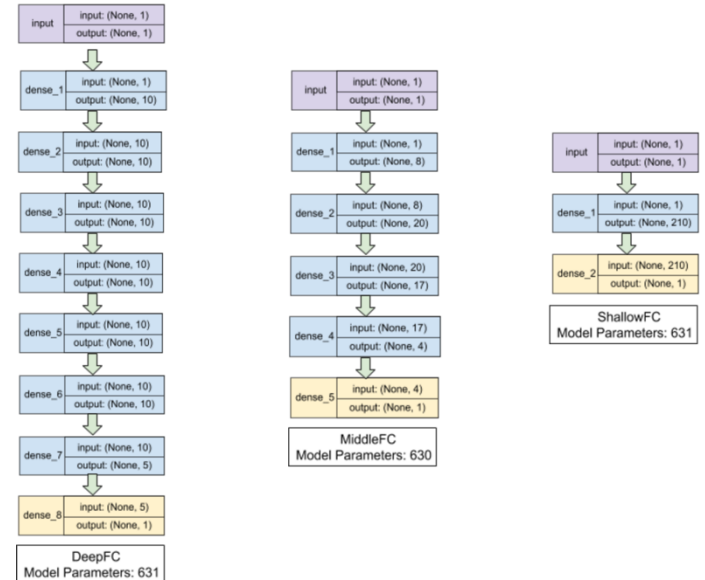 input
input: (None, 1)
output: (None, 1)
dense_1
input: (None, 1)
output: (None, 10)
dense_2
input: (None, 10)
output: (None, 10)
dense_3
input: (None, 10)
output: (None, 10)
dense_4
input: (None, 10)
output: (None, 10)
dense_5
input: (None, 10)
output: (None, 10)
dense_6
input: (None, 10)
output: (None, 10)
dense_7
input: (None, 10)
output: (None, 5)
dense_8
input: (None, 5)
output: (None, 1)
DeepFC
Model Parameters: 631
input
input: (None, 1)
output: (None, 1)
dense_1
input: (None, 1)
output: (None, 8)
dense_2
input: (None, 8)
output: (None, 20)
dense_3
input: (None, 20)
output: (None, 17)
dense_4
input: (None, 17)
output: (None, 4)
dense_5
input: (None, 4)
output: (None, 1)
MiddleFC
Model Parameters: 630
input
input: (None, 1)
output: (None, 1)
dense_1
input: (None, 1)
output: (None, 210)
dense_2
input: (None, 210)
output: (None, 1)
ShallowFC
Model Parameters: 631